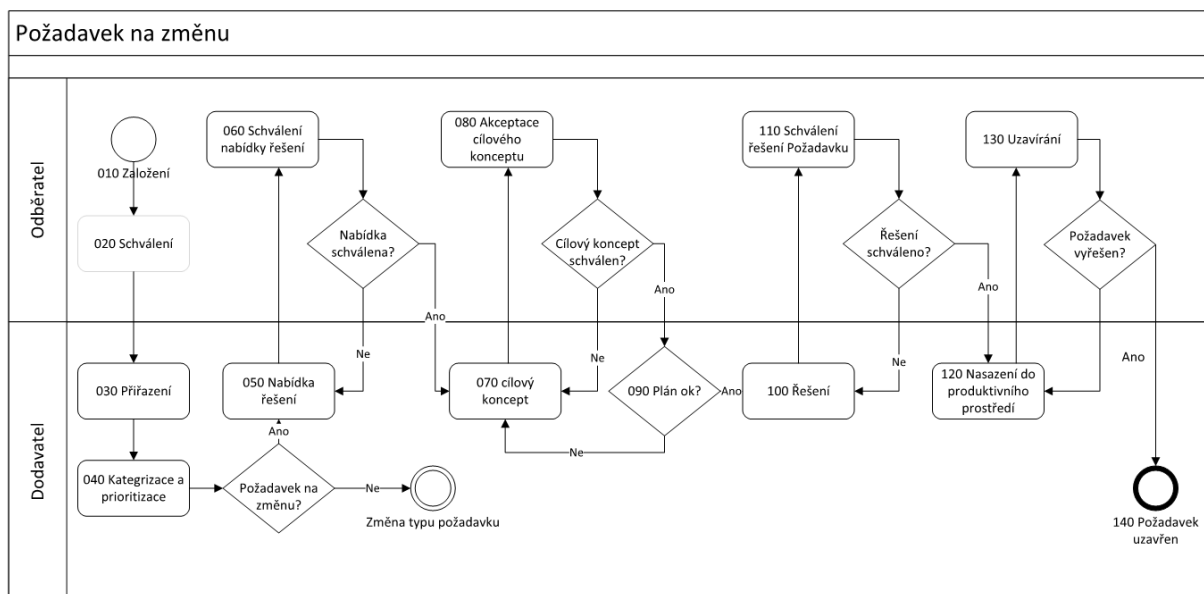 Požadavek na změnu
Odběratel
010 Založení
020 Schválení
060 Schválení
nabídky řešení
Nabídka
schválena?
Ano
Ne
080 Akceptace
cílového
konceptu
Cílový koncept
schválen?
Ano
Ne
110 Schválení
řešení Požadavku
Řešení
schváleno?
Ano
Ne
130 Uzavírání
Požadavek
vyřešen?
Ano
Dodavatel
030 Přiřazení
040 Kategrizace a
prioritizace
050 Nabídka
řešení
Ano
Požadavek na
změnu?
Ne
Změna typu požadavku
070 cílový
koncept
090 Plán ok?
Ano
Ne
100 Řešení
120 Nasazení do
produktivního
prostředí
140 Požadavek
uzavřen